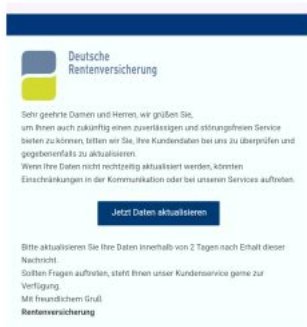 Deutsche
Rentenversicherung
Sehr geehrte Damen und Herren, wir grüßen Sie,
um Ihnen auch zukünftig einen zuverlässigen und störungsfreien Service
bieten zu können, bitten wir Sie, Ihre Kundendaten bei uns zu überprüfen und
gegebenenfalls zu aktualisieren.
Wenn Ihre Daten nicht rechtzeitig aktualisiert werden, könnten
Einschränkungen in der Kommunikation oder bei unseren Services auftreten.
Jetzt Daten aktualisieren
Bitte aktualisieren Sie Ihre Daten innerhalb von 2 Tagen nach Erhalt dieser
Nachricht.
Sollten Fragen auftreten, steht Ihnen unser Kundenservice gerne zur
Verfügung.
Mit freundlichem Gruß
Rentenversicherung